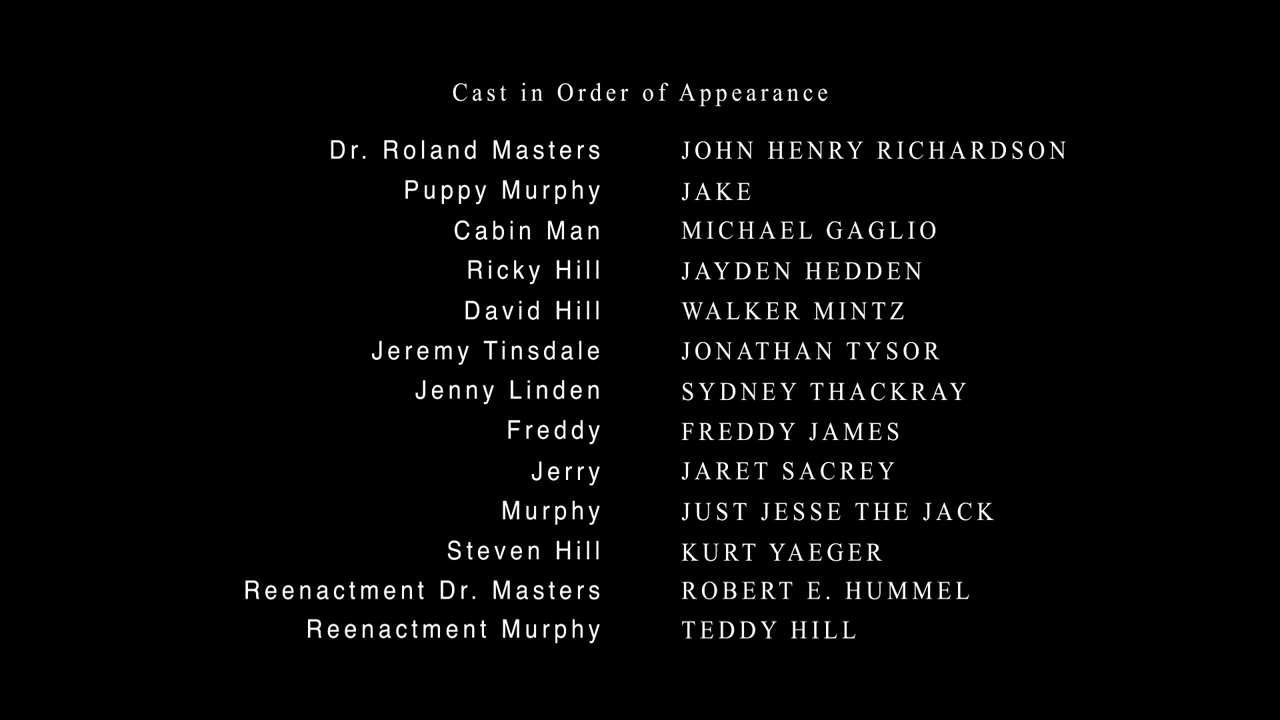 Cast in Order of Appearance
Dr. Roland Masters JOHN HENRY RICHARDSON
Puppy Murphy JAKE
Cabin Man MICHAEL GAGLIO
Ricky Hill JAYDEN HEDDEN
David Hill WALKER MINTZ
Jeremy Tinsdale JONATHAN TYSOR
Jenny Linden SYDNEY THACKRAY
Freddy FREDDY JAMES
Jerry JARET SACREY
Murphy JUST JESSE THE JACK
Steven Hill KURT YAEGER
Reenactment Dr. Masters ROBERT E. HUMMEL
Reenactment Murphy TEDDY HILL